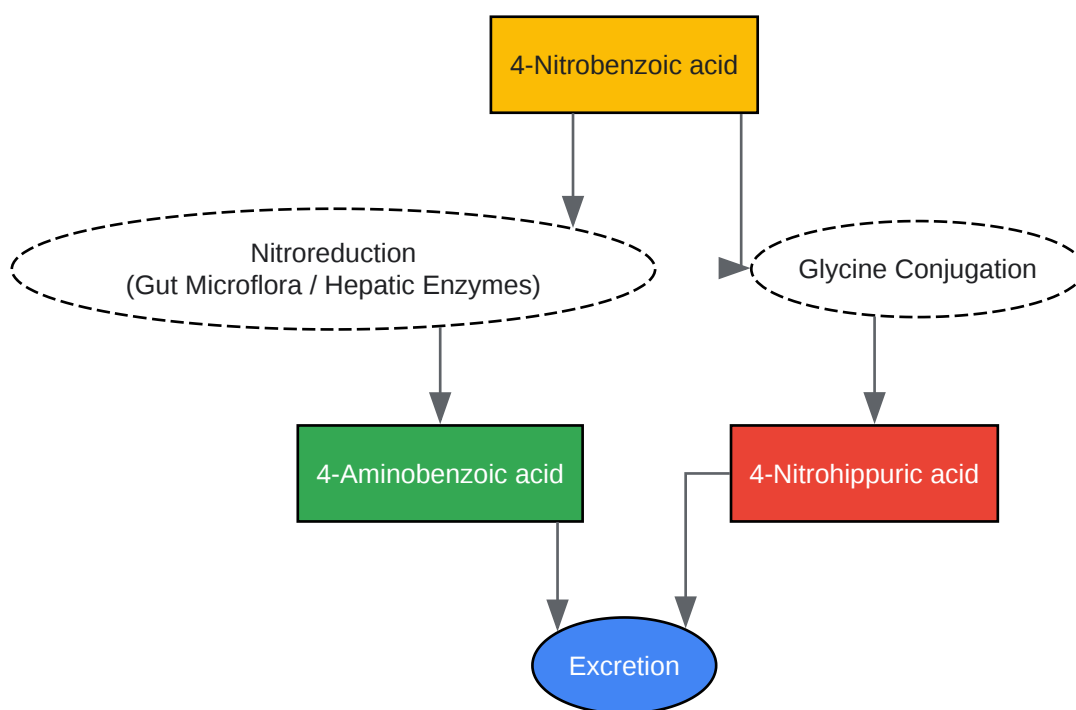 4-Nitrobenzoic acid
Nitroreduction
(Gut Microflora / Hepatic Enzymes)
Glycine Conjugation
4-Aminobenzoic acid
4-Nitrohippuric acid
Excretion